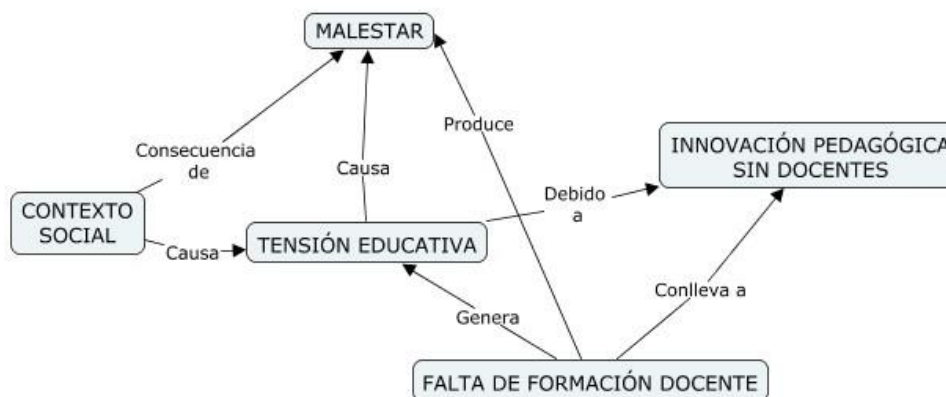 MALESTAR
Produce
Consecuencia
de
Causa
INNOVACIÓN PEDAGÓGICA
SIN DOCENTES
Debido
a
CONTEXTO
SOCIAL
Causa
TENSIÓN EDUCATIVA
Conlleva a
Genera
FALTA DE FORMACIÓN DOCENTE